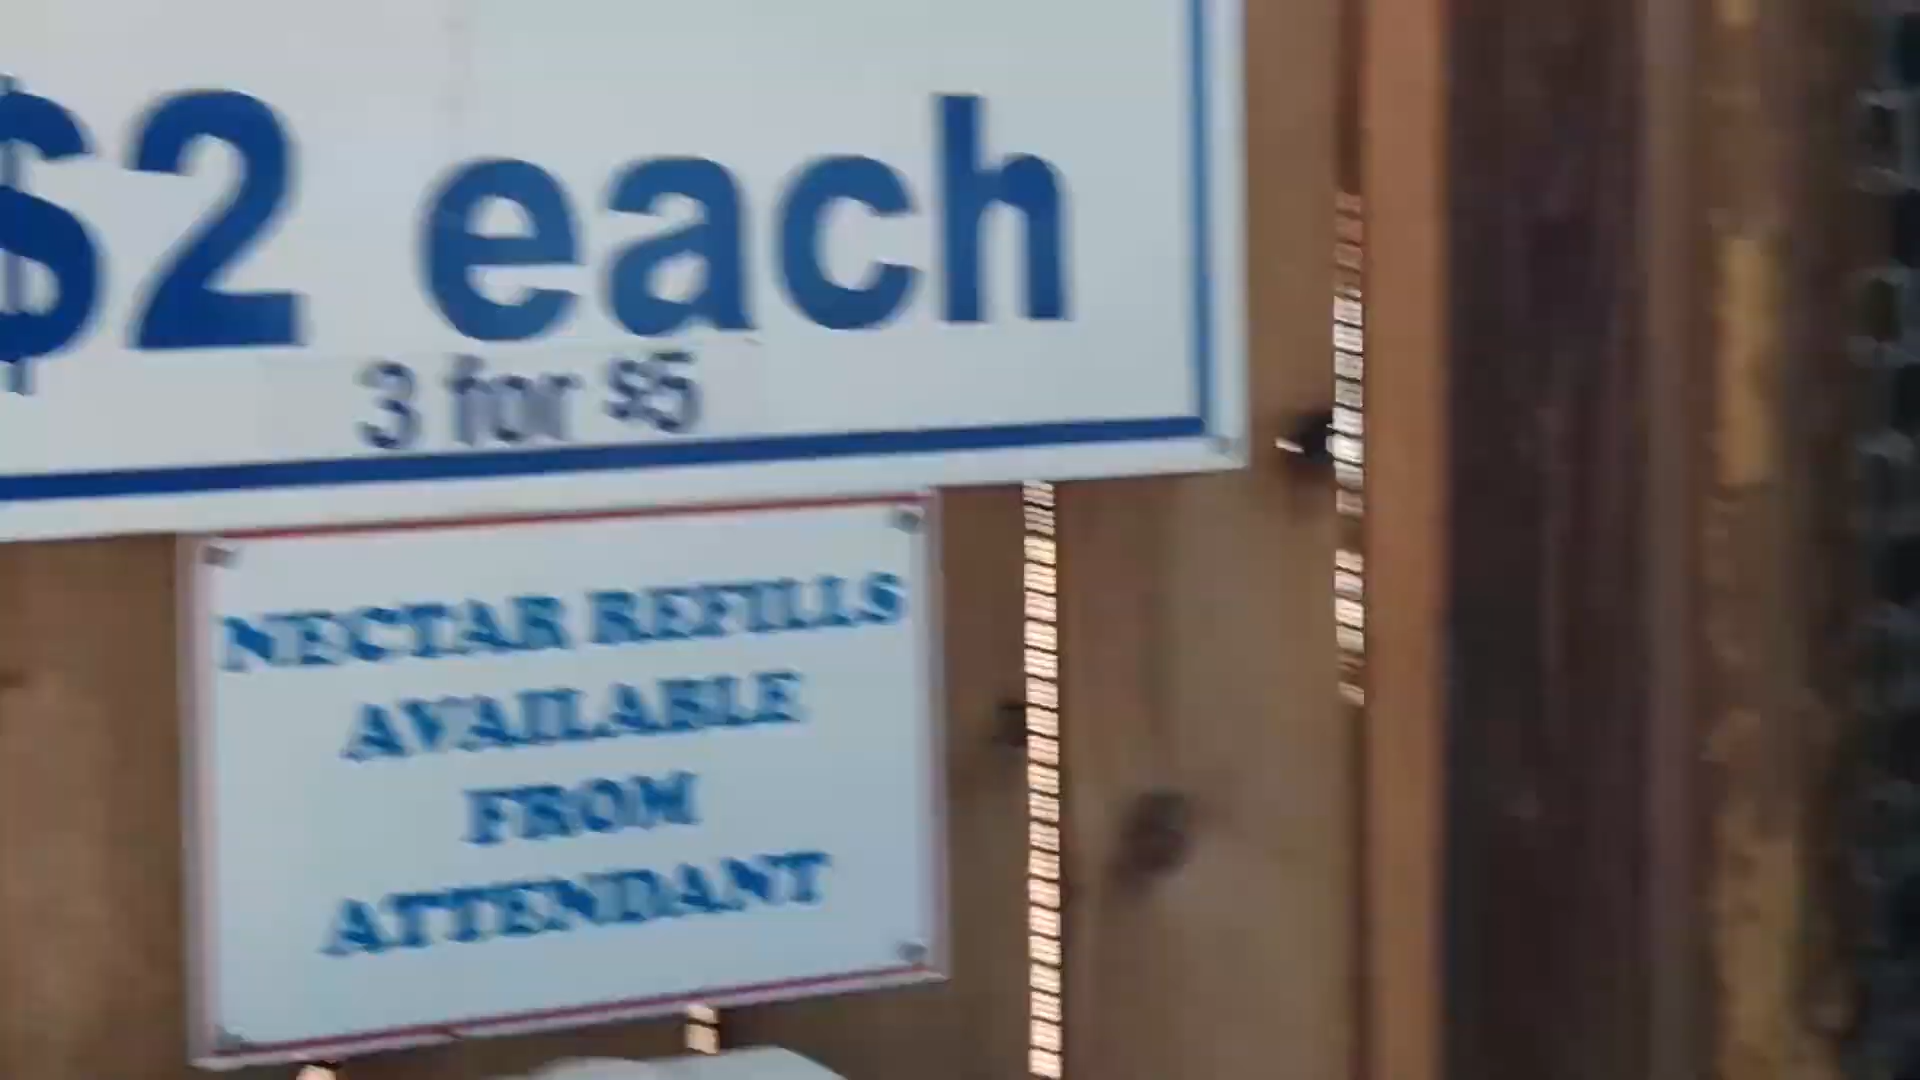 $2 each
3 for $5
NECTAR REFILLS
AVAILABLE
FROM
ATTENDANT